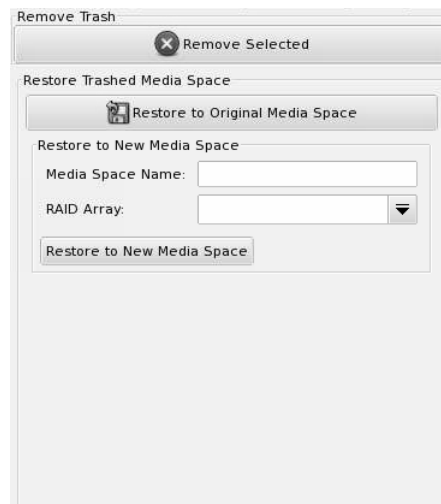 Remove Trash
Remove Selected
Restore Trashed Media Space
Restore to Original Media Space
Restore to New Media Space
Media Space Name:
RAID Array:
Restore to New Media Space